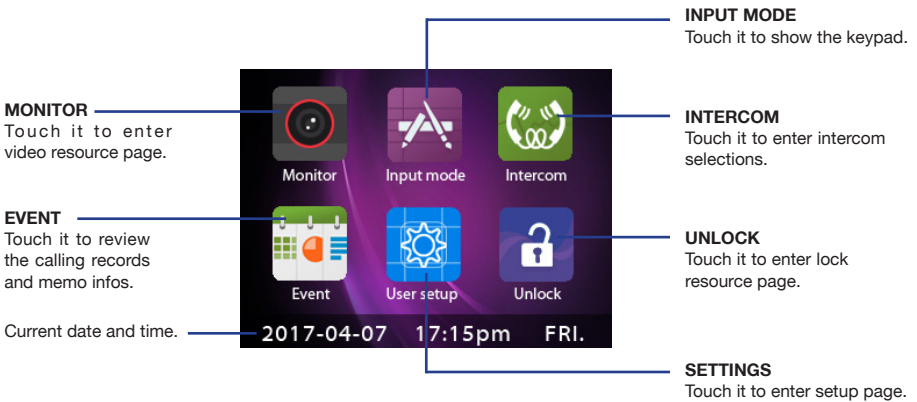 INPUT MODE
Touch it to show the keypad.
MONITOR
Touch it to enter
video resource page.
INTERCOM
Touch it to enter intercom
selections.
Monitor
Input mode
Intercom
EVENT
Touch it to review
the calling records
and memo infos.
UNLOCK
Touch it to enter lock
resource page.
Event
User setup
Unlock
Current date and time.
2017-04-07 17:15pm FRI.
SETTINGS
Touch it to enter setup page.